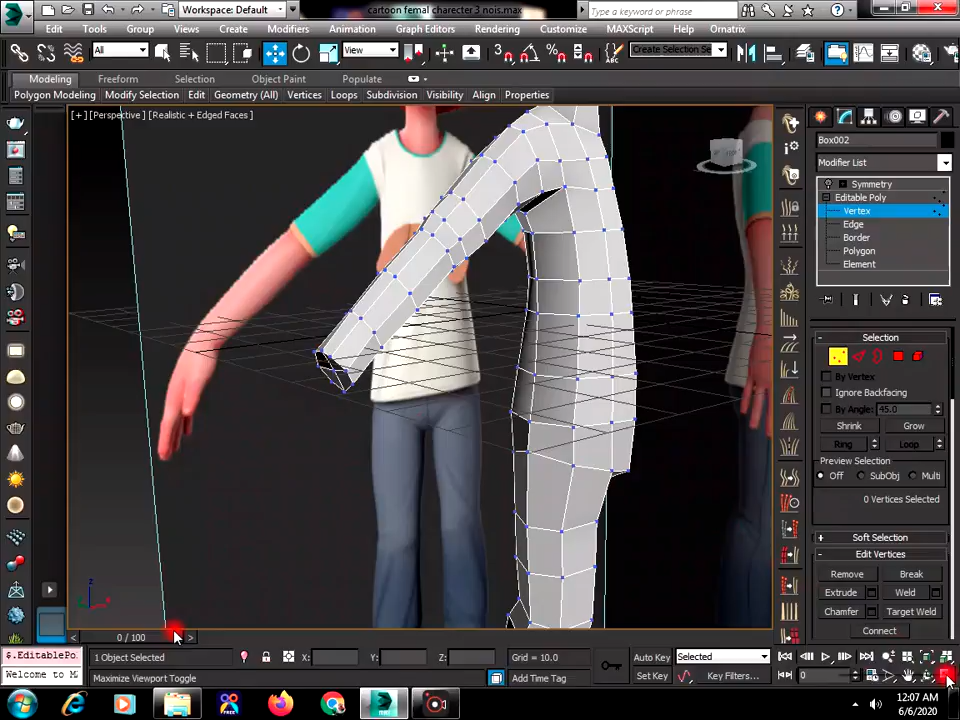 Workspace: Default
cartoon femal charecter 3 nois.max
Type a keyword or phrase
Edit Tools Group Views Create Modifiers Animation Graph Editors Rendering Customize MAXScript Help Ornatrix
All
View
Create Selection Se
Modeling Freeform Selection Object Paint Populate
Polygon Modeling Modify Selection Edit Geometry (All) Vertices Loops Subdivision Visibility Align Properties
[+] [Perspective] [Realistic + Edged Faces]
Box002
Modifier List
Symmetry
Editable Poly
Vertex
Edge
Border
Polygon
Element
Selection
By Vertex
Ignore Backfacing
By Angle: 45.0
Shrink Grow
Ring Loop
Preview Selection
Off SubObj Multi
0 Vertices Selected
Soft Selection
Edit Vertices
Remove Break
Extrude Weld
Chamfer Target Weld
Connect
0 / 100
$.EditablePo
Welcome to M
1 Object Selected
X: Y: Z:
Grid = 10.0
Auto Key Selected
Maximize Viewport Toggle
Add Time Tag
Set Key Key Filters...
0
12:07 AM
6/6/2020